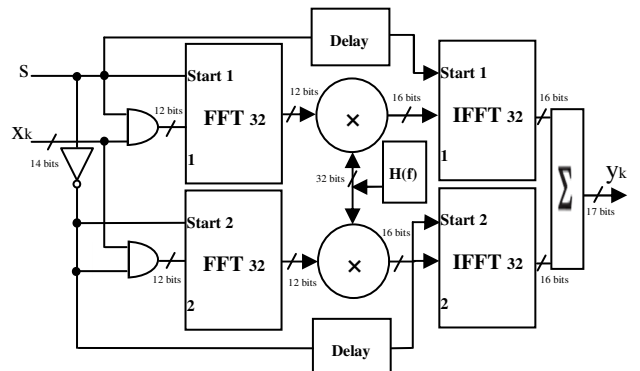 Delay
S
Start 1
Start 1
12 bits
12 bits
16 bits
16 bits
FFT 32
×
IFFT 32
Xk
14 bits
1
1
H(f)
32 bits
Σ
yk
17 bits
Start 2
Start 2
16 bits
FFT 32
×
IFFT 32
12 bits
12 bits
16 bits
2
2
Delay